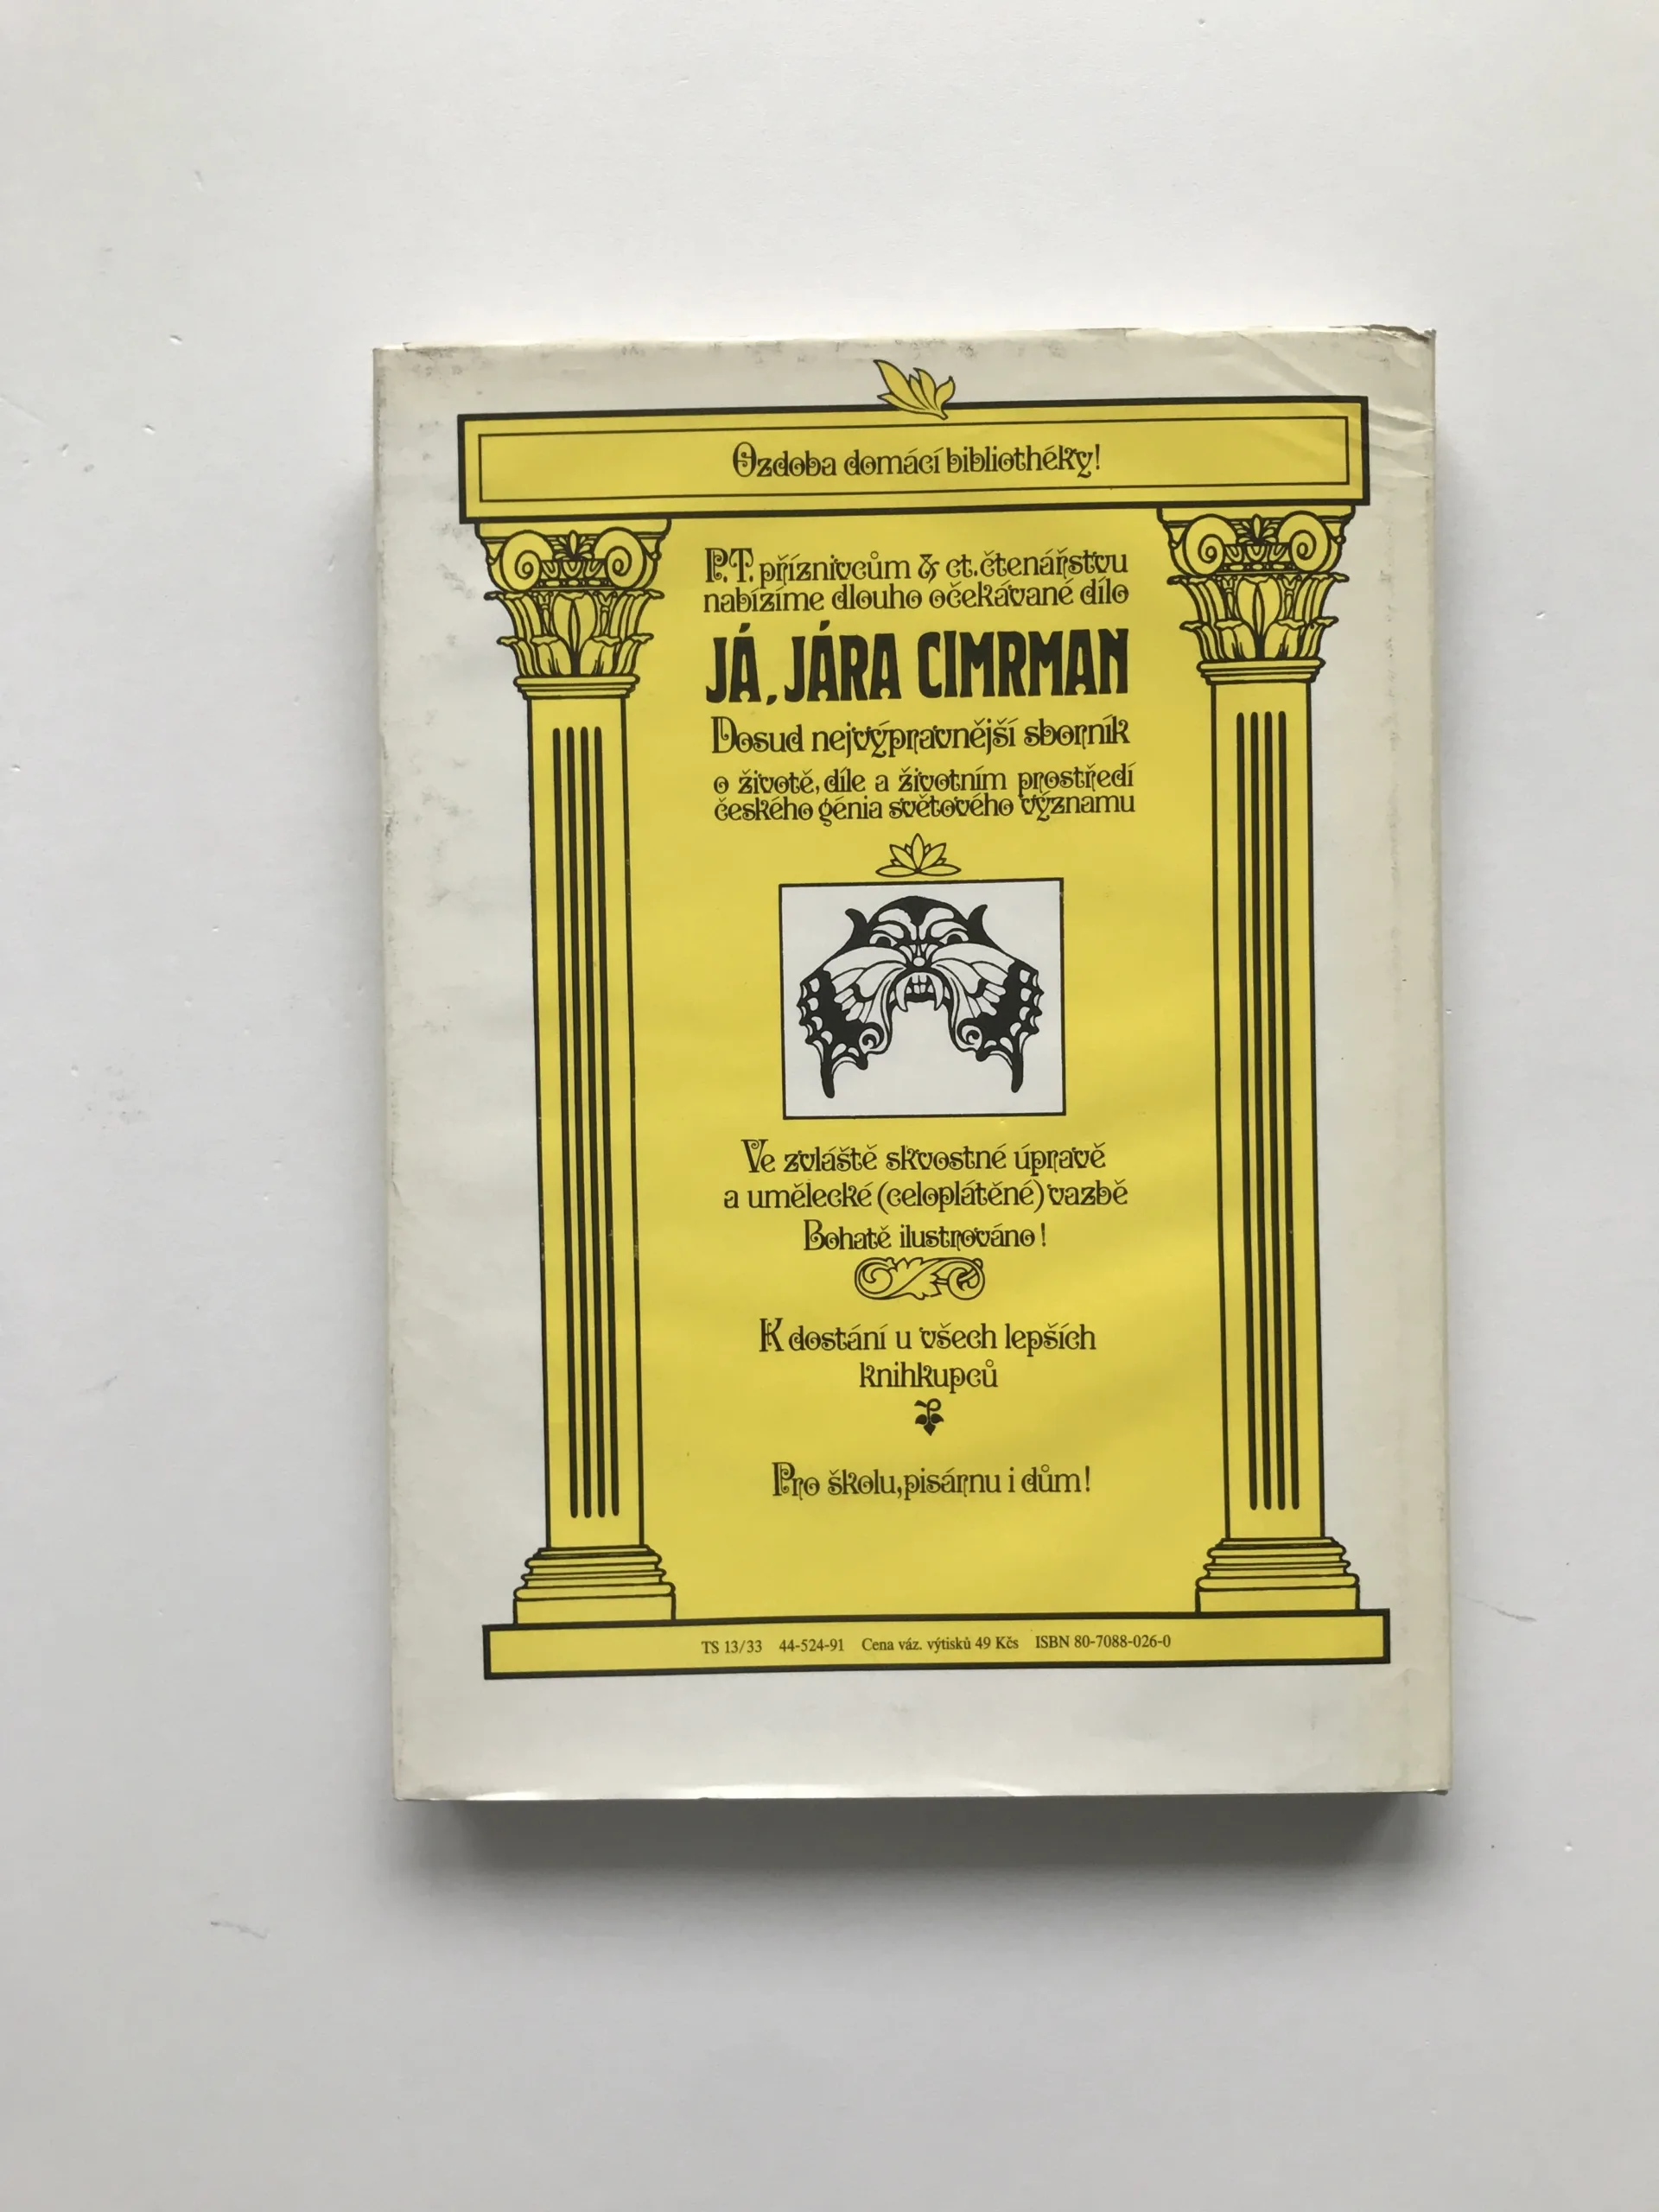 Ozdoba domácí bibliothéky!
P.T. příznivcům & ct. čtenářstvu
nabízíme dlouho očekávané dílo
JÁ, JÁRA CIMRMAN
Dosud nejvýpravnější sborník
o životě, díle a životním prostředí
českého génia světového významu
Ve zvláště skvostné úpravě
a umělecké (celoplátěné) vazbě
Bohatě ilustrováno!
K dostání u všech lepších
knihkupců
Pro školu, pisárnu i dům!
TS 13/33 44-524-91 Cena váz. výtisků 49 Kčs ISBN 80-7088-026-0